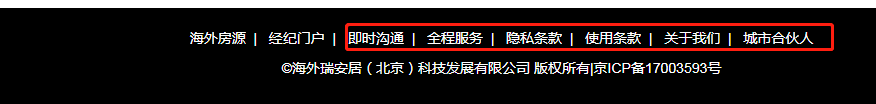 海外房源 | 经纪门户 | 即时沟通 | 全程服务 | 隐私条款 | 使用条款 | 关于我们 | 城市合伙人
©海外瑞安居（北京）科技发展有限公司 版权所有|京ICP备17003593号